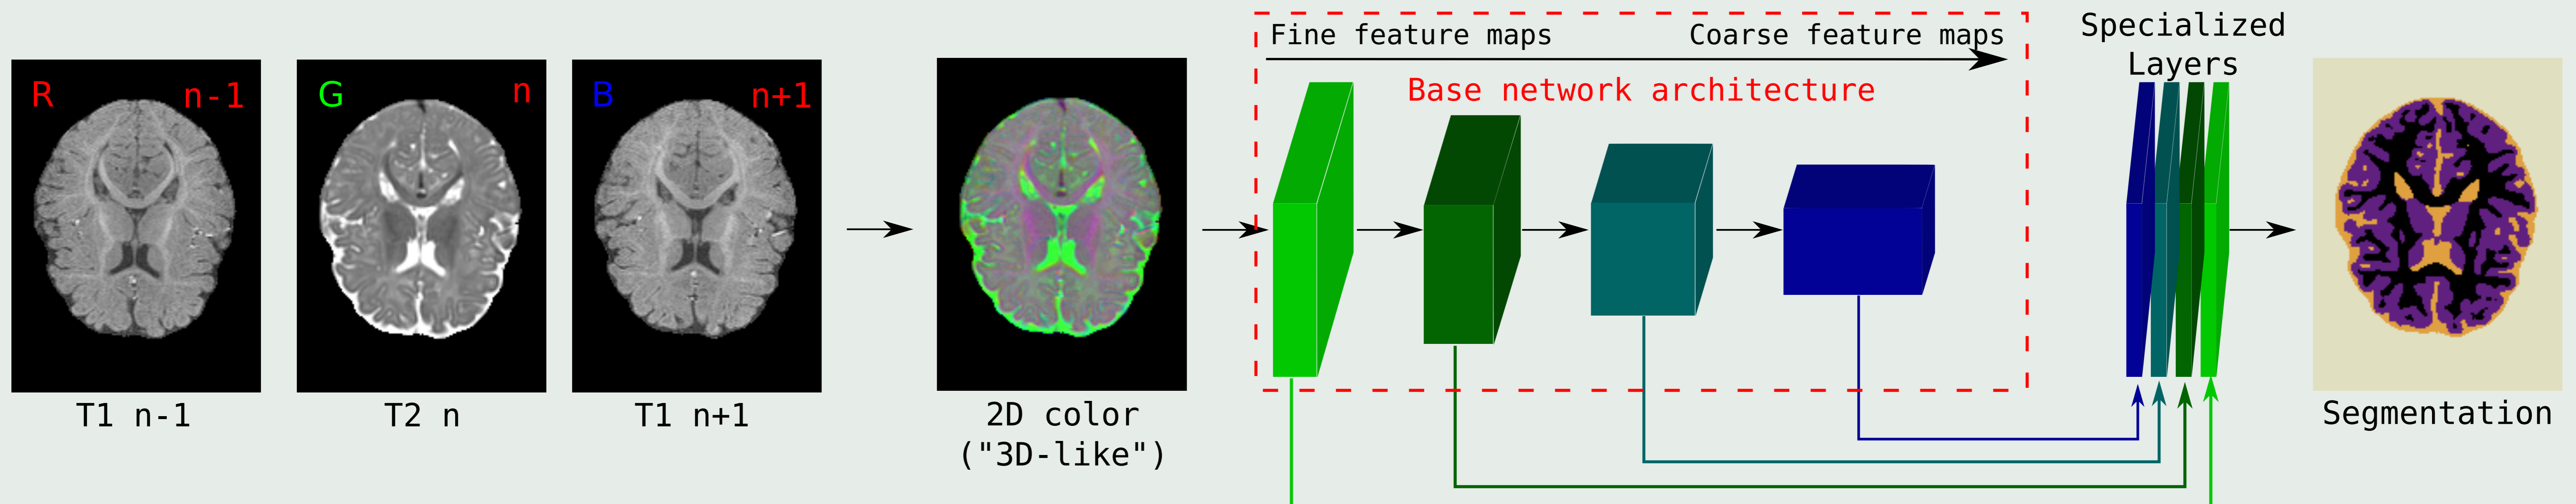 R
n-1
G
n
B
n+1
T1 n-1
T2 n
T1 n+1
2D color
("3D-like")
Fine feature maps
Coarse feature maps
Base network architecture
Specialized
Layers
Segmentation